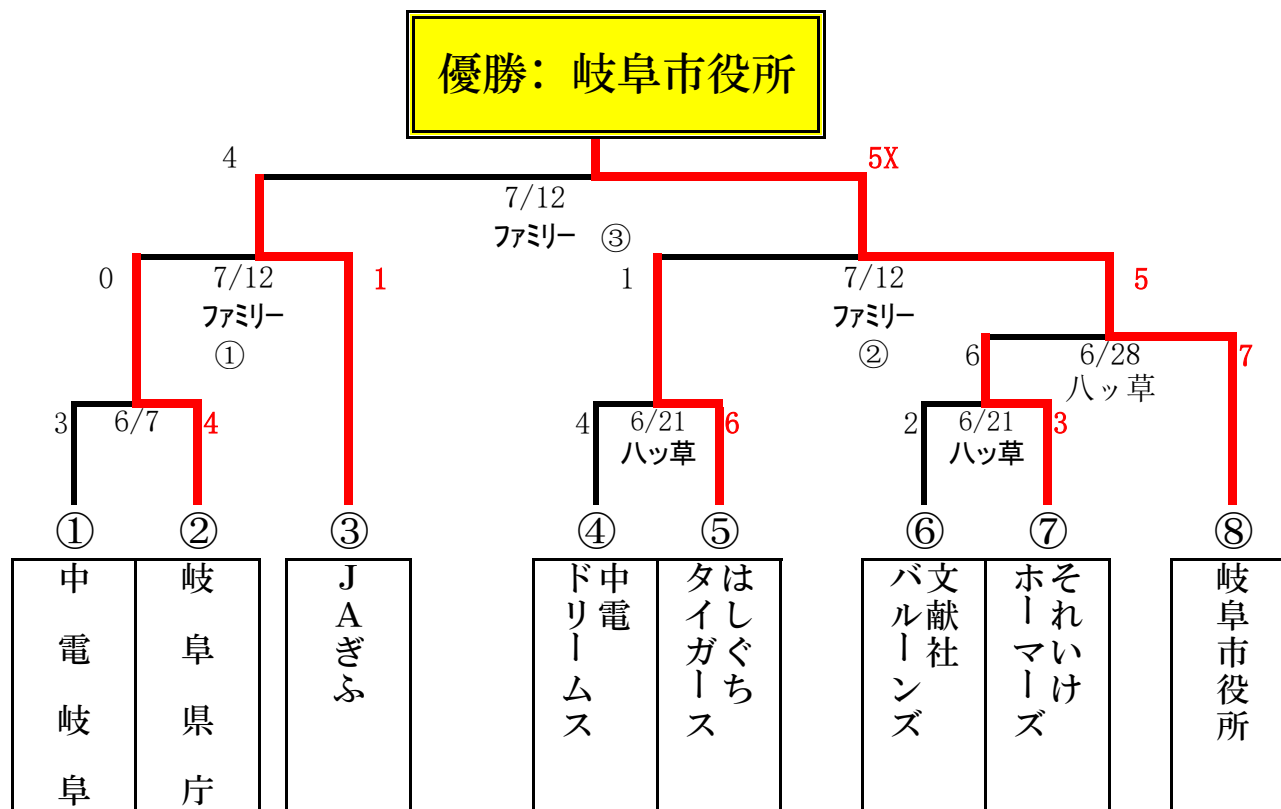 優勝：岐阜市役所
4
5X
7/12
ファミリー ③
0
7/12
1
ファミリー
①
1
7/12
5
ファミリー
②
6
6/28
7
八ッ草
3
6/7
4
4
6/21
6
八ッ草
2
6/21
3
八ッ草
①
②
③
④
⑤
⑥
⑦
⑧
中電岐阜
岐阜県庁
JAぎふ
中電
ドリームス
はしぐち
タイガース
文献社
バルーンズ
それいけ
ホーマーズ
岐阜市役所